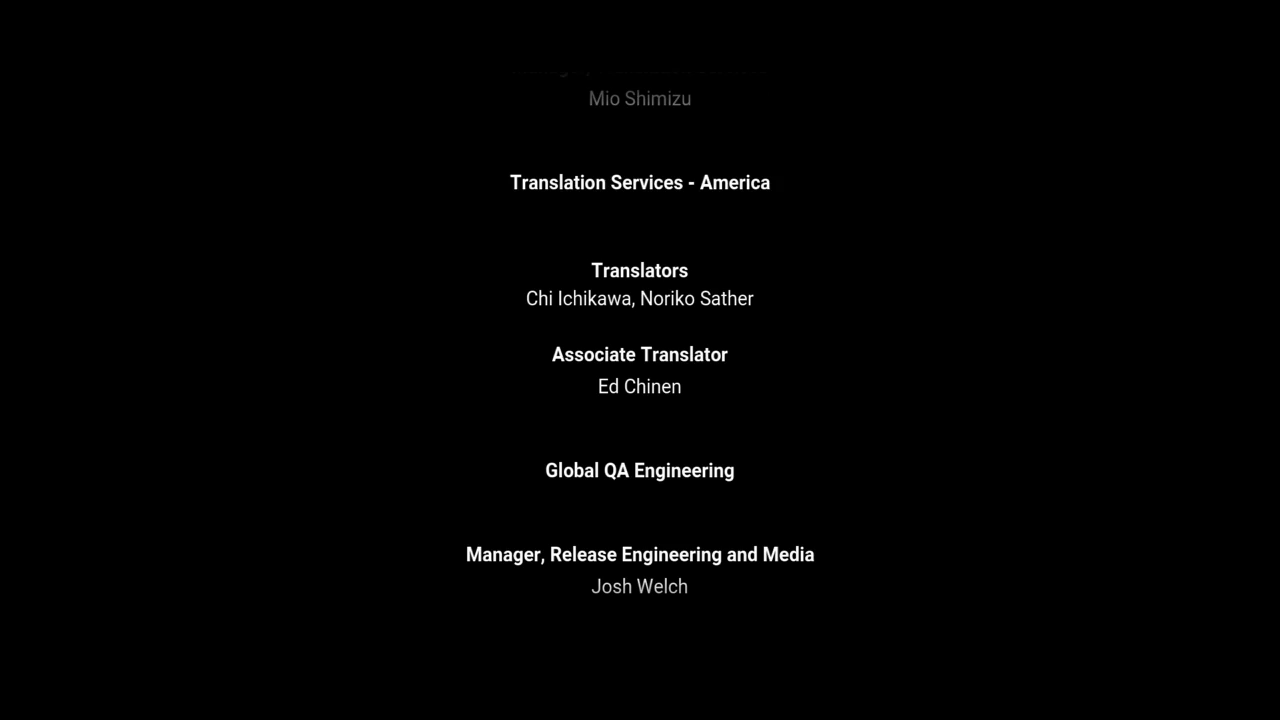 Mio Shimizu
Translation Services - America
Translators
Chi Ichikawa, Noriko Sather
Associate Translator
Ed Chinen
Global QA Engineering
Manager, Release Engineering and Media
Josh Welch